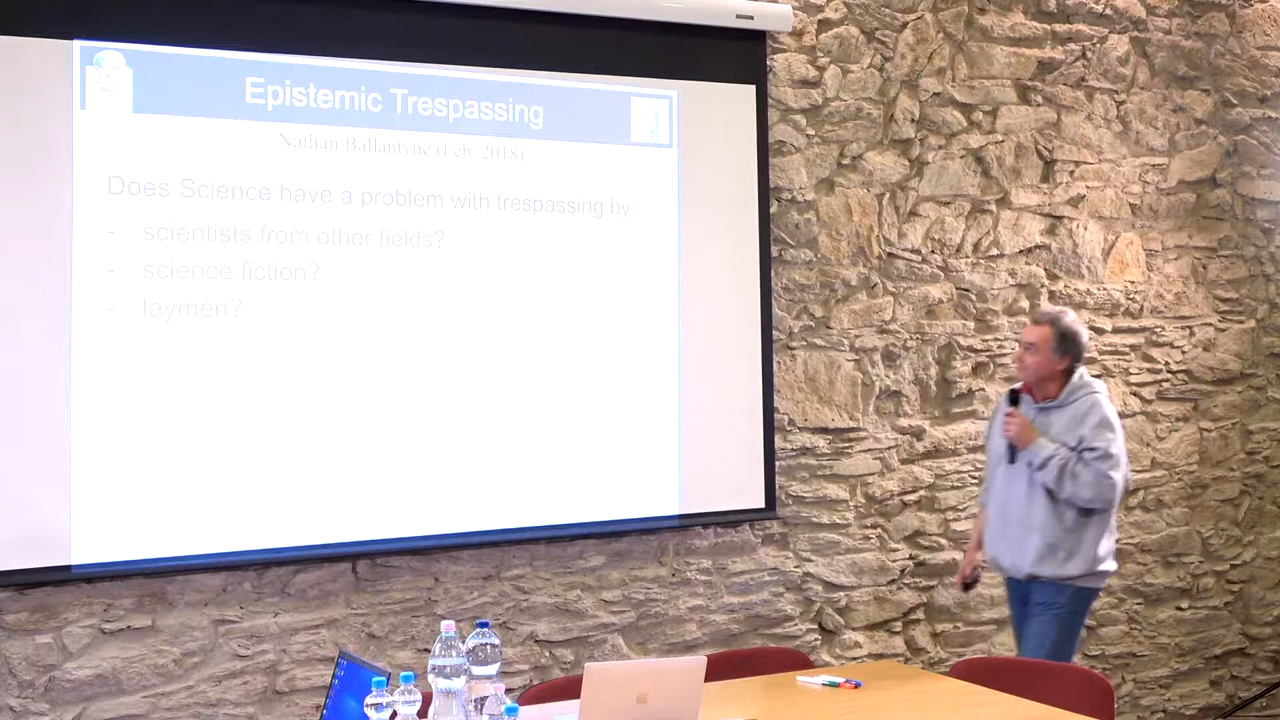 Epistemic Trespassing
Nathan Ballantyne (Feb. 2018)
Does Science have a problem with trespassing by:
- scientists from other fields?
- science fiction?
- laymen?